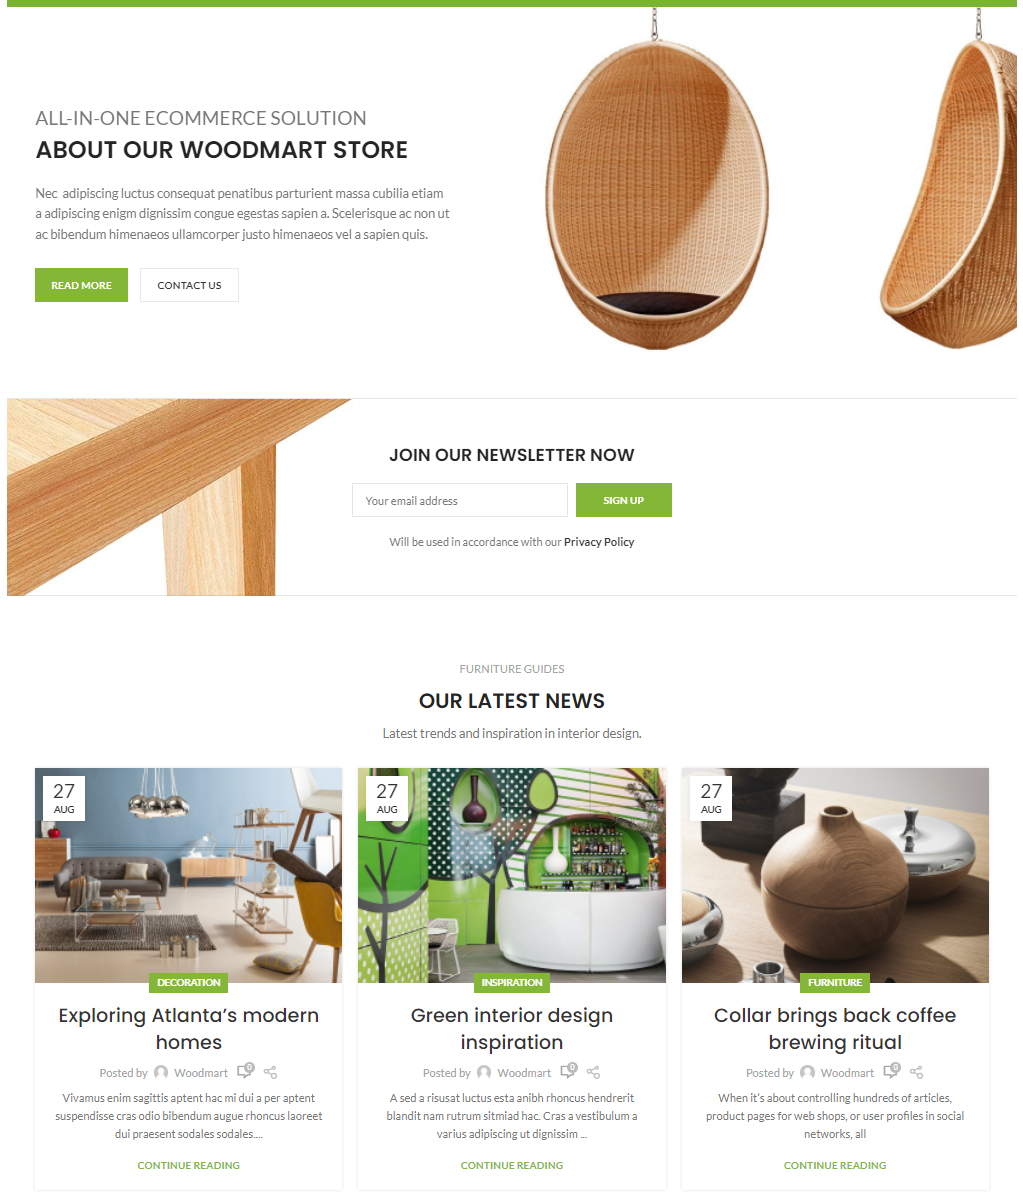 ALL-IN-ONE ECOMMERCE SOLUTION
ABOUT OUR WOODMART STORE
Nec adipiscing luctus consequat penatibus parturient massa cubilia etiam
a adipiscing enigm dignissim congue egestas sapien a. Scelerisque ac non ut
ac bibendum himenaeos ullamcorper justo himenaeos vel a sapien quis.
READ MORE
CONTACT US
JOIN OUR NEWSLETTER NOW
Your email address
SIGN UP
Will be used in accordance with our Privacy Policy
FURNITURE GUIDES
OUR LATEST NEWS
Latest trends and inspiration in interior design.
27
AUG
DECORATION
Exploring Atlanta’s modern
homes
Posted by Woodmart 0
Vivamus enim sagittis aptent hac mi dui a per aptent
suspendisse cras odio bibendum augue rhoncus laoreet
dui praesent sodales sodales....
CONTINUE READING
27
AUG
INSPIRATION
Green interior design
inspiration
Posted by Woodmart 0
A sed a risusat luctus esta anibh rhoncus hendrerit
blandit nam rutrum sitmiad hac. Cras a vestibulum a
varius adipiscing ut dignissim ...
CONTINUE READING
27
AUG
FURNITURE
Collar brings back coffee
brewing ritual
Posted by Woodmart 0
When it’s about controlling hundreds of articles,
product pages for web shops, or user profiles in social
networks, all
CONTINUE READING